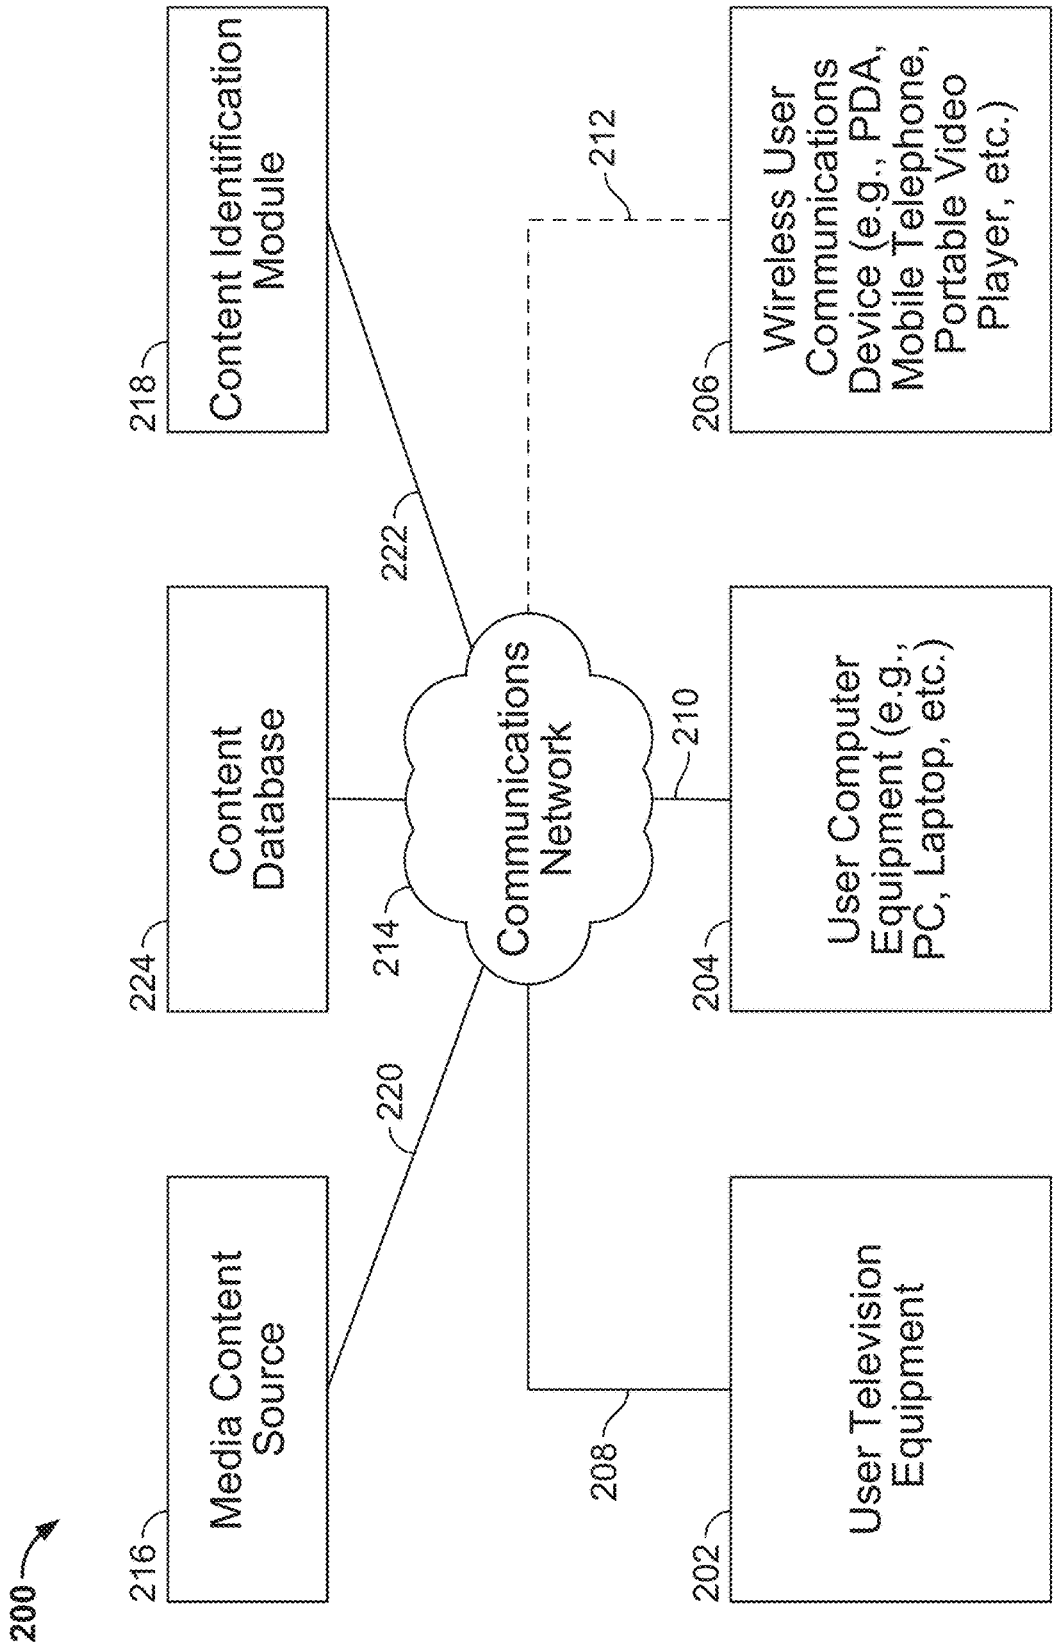 200
216
Media Content
Source
224
Content
Database
218
Content Identification
Module
220
214
222
Communications
Network
208
210
212
202
User Television
Equipment
204
User Computer
Equipment (e.g.,
PC, Laptop, etc.)
206
Wireless User
Communications
Device (e.g., PDA,
Mobile Telephone,
Portable Video
Player, etc.)